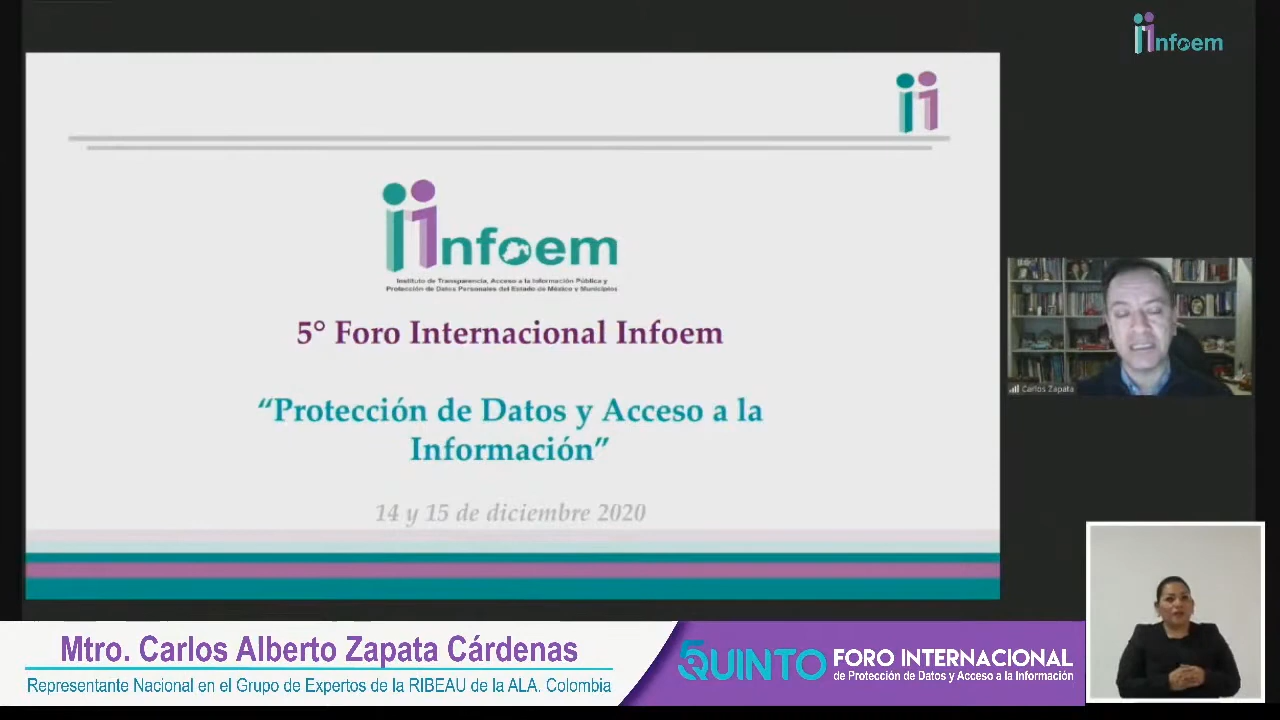 infoem
infoem
Instituto de Transparencia, Acceso a la Información Pública y
Protección de Datos Personales del Estado de México y Municipios
5° Foro Internacional Infoem
“Protección de Datos y Acceso a la
Información”
14 y 15 de diciembre 2020
Carlos Zapata
Mtro. Carlos Alberto Zapata Cárdenas
Representante Nacional en el Grupo de Expertos de la RIBEAU de la ALA. Colombia
5QUINTO
FORO INTERNACIONAL
de Protección de Datos y Acceso a la Información